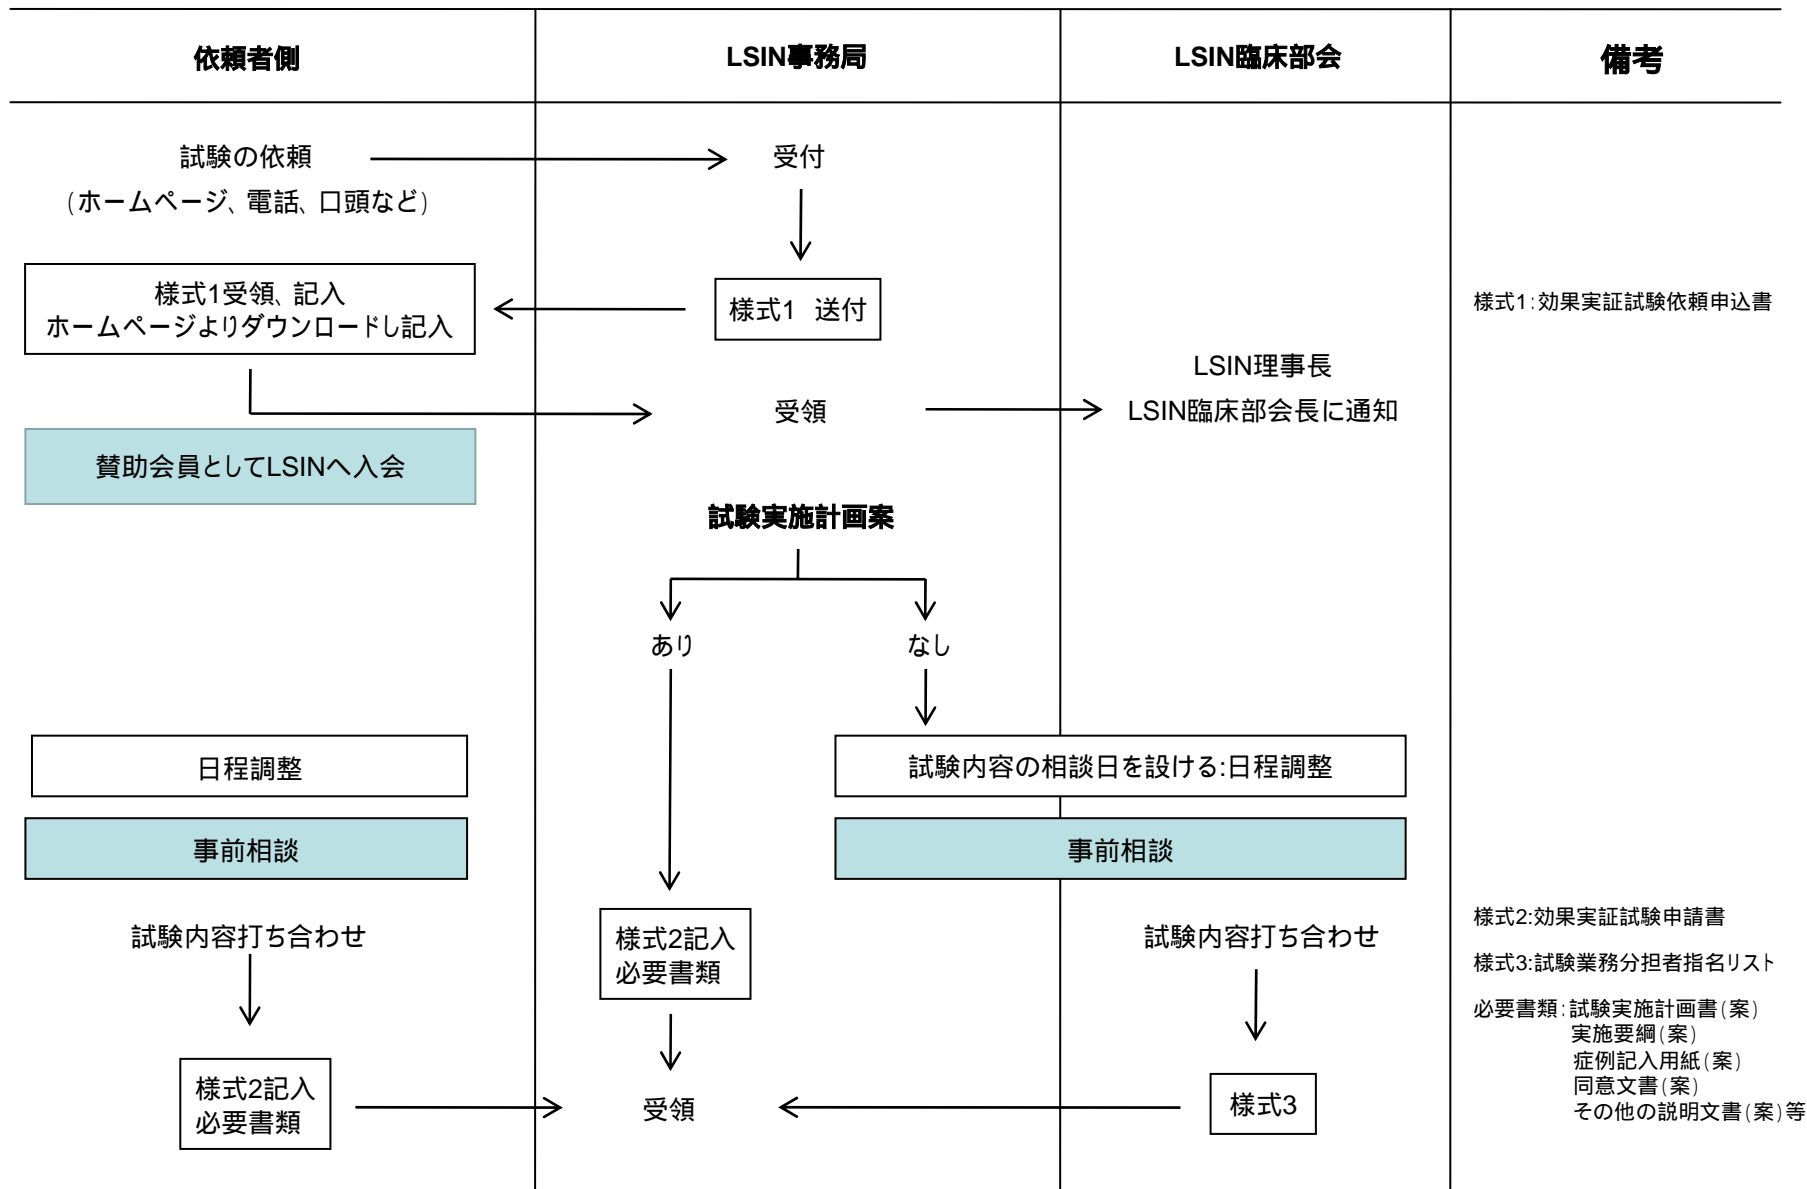 依頼者側
LSIN事務局
LSIN臨床部会
備考
試験の依頼
(ホームページ、電話、口頭など)
受付
様式1受領、記入
ホームページよりダウンロードし記入
様式1 送付
様式1:効果実証試験依頼申込書
受領
LSIN理事長
LSIN臨床部会長に通知
賛助会員としてLSINへ入会
試験実施計画案
あり
なし
日程調整
試験内容の相談日を設ける:日程調整
事前相談
事前相談
試験内容打ち合わせ
様式2記入
必要書類
試験内容打ち合わせ
様式2:効果実証試験申請書
様式3:試験業務分担者指名リスト
必要書類:試験実施計画書(案)
実施要綱(案)
症例記入用紙(案)
同意文書(案)
その他の説明文書(案)等
様式2記入
必要書類
受領
様式3